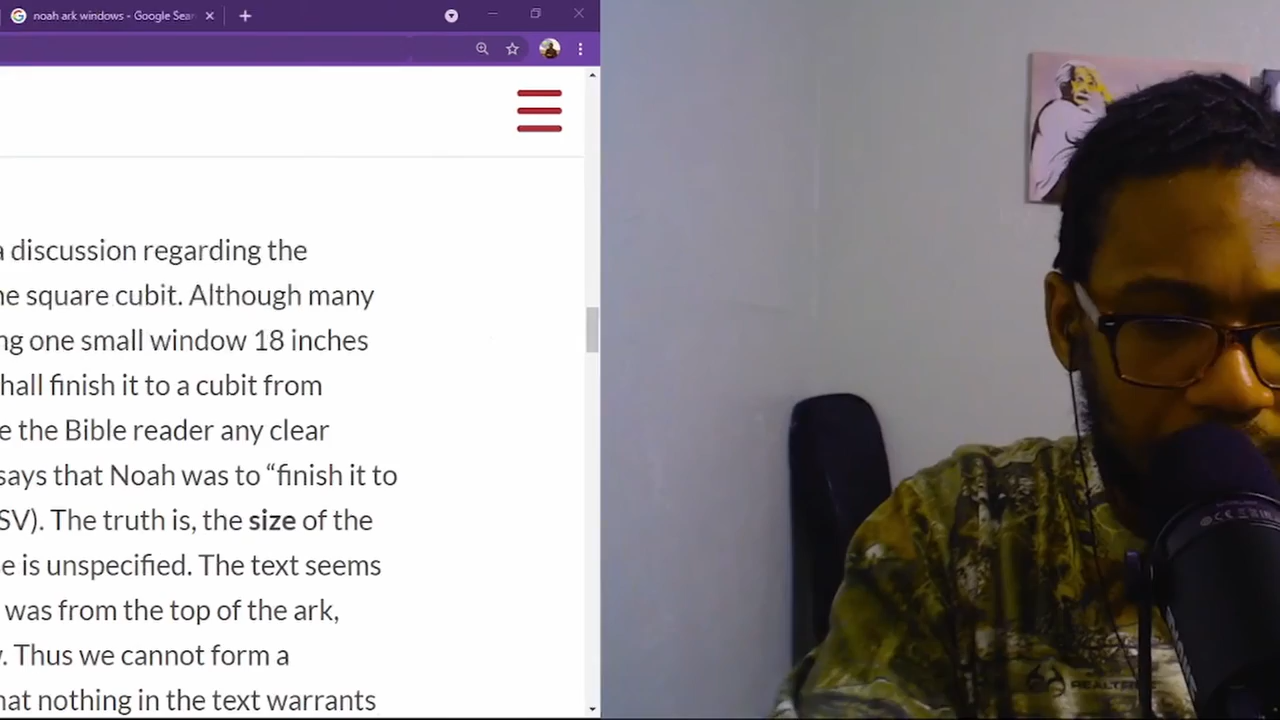 noah ark windows - Google Sear
a discussion regarding the
ne square cubit. Although many
ng one small window 18 inches
hall finish it to a cubit from
e the Bible reader any clear
says that Noah was to “finish it to
SV). The truth is, the size of the
e is unspecified. The text seems
was from the top of the ark,
. Thus we cannot form a
hat nothing in the text warrants
REALTREE